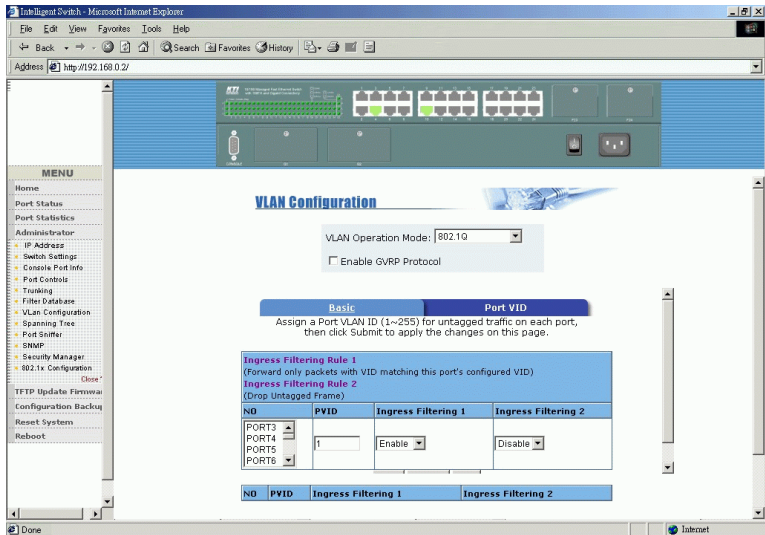 Intelligent Switch - Microsoft Internet Explorer
File Edit View Favorites Tools Help
Back Search Favorites History
Address http://192.168.0.2/
KTI
CONSOLE
MENU
Home
Port Status
Port Statistics
Administrator
IP Address
Switch Settings
Console Port Info
Port Controls
Trunking
Filter Database
VLan Configuration
Spanning Tree
Port Sniffer
SNMP
Security Manager
802.1x Configuration
Close
TFTP Update Firmwa
Configuration Backup
Reset System
Reboot
VLAN Configuration
VLAN Operation Mode: 802.1Q
Enable GVRP Protocol
Basic Port VID
Assign a Port VLAN ID (1~255) for untagged traffic on each port,
then click Submit to apply the changes on this page.
Ingress Filtering Rule 1
(Forward only packets with VID matching this port's configured VID)
Ingress Filtering Rule 2
(Drop Untagged Frame)
NO PVID Ingress Filtering 1 Ingress Filtering 2
PORT3
PORT4
PORT5
PORT6
1 Enable Disable
NO PVID Ingress Filtering 1 Ingress Filtering 2
Done Internet